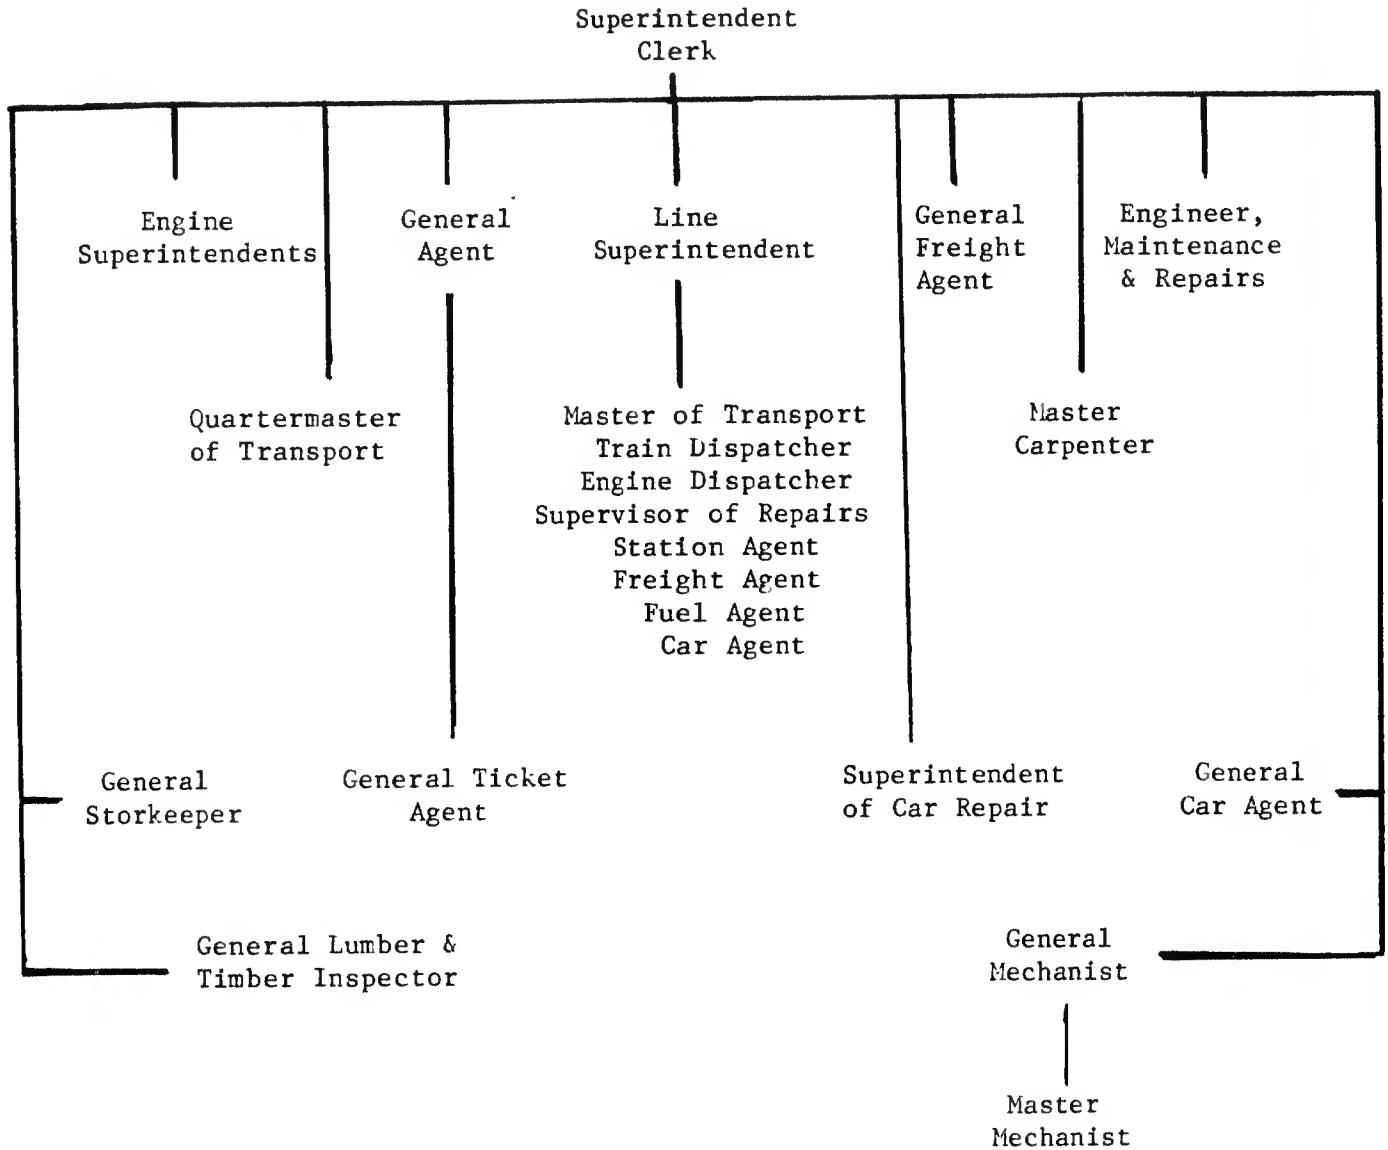 Superintendent
Clerk
Engine
Superintendents
General
Agent
Line
Superintendent
General
Freight
Agent
Engineer,
Maintenance
& Repairs
Quartermaster
of Transport
Master of Transport
Train Dispatcher
Engine Dispatcher
Supervisor of Repairs
Station Agent
Freight Agent
Fuel Agent
Car Agent
Master
Carpenter
General
Storkeeper
General Ticket
Agent
Superintendent
of Car Repair
General
Car Agent
General Lumber &
Timber Inspector
General
Mechanist
Master
Mechanist